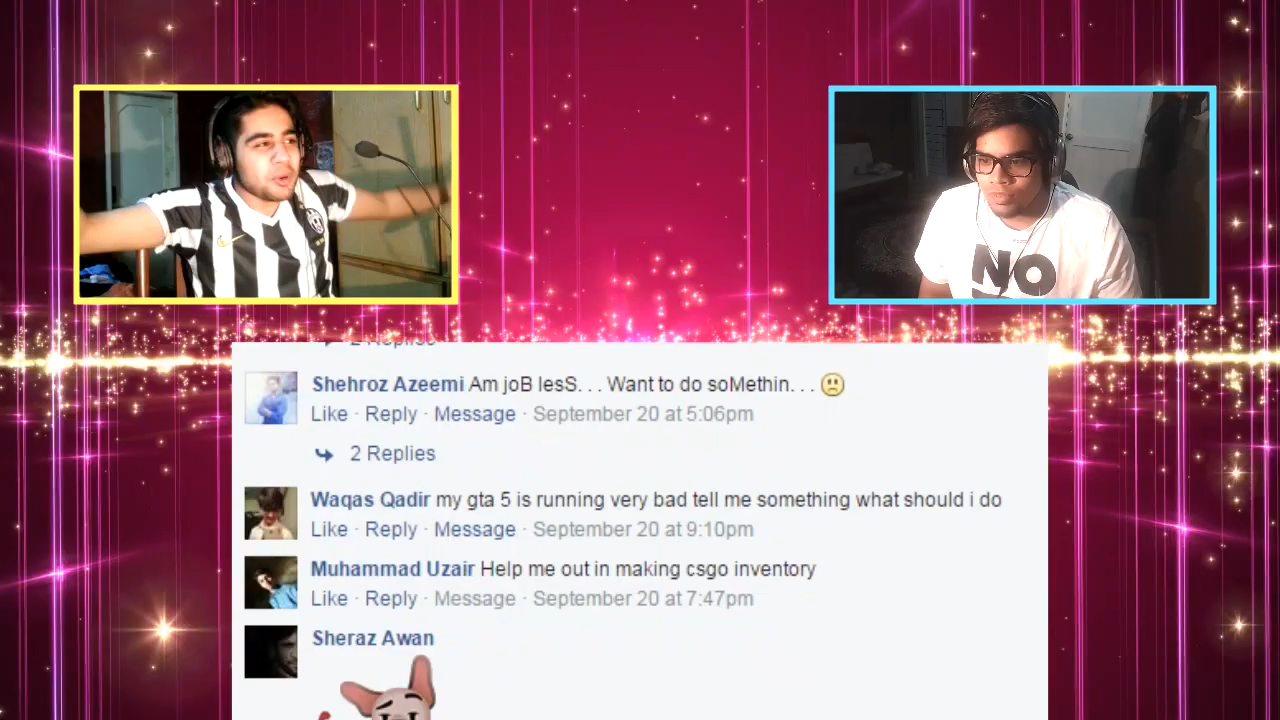 NO
2 Replies
Shehroz Azeemi Am joB lesS. . . Want to do soMethin. . .
Like · Reply · Message · September 20 at 5:06pm
2 Replies
Waqas Qadir my gta 5 is running very bad tell me something what should i do
Like · Reply · Message · September 20 at 9:10pm
Muhammad Uzair Help me out in making csgo inventory
Like · Reply · Message · September 20 at 7:47pm
Sheraz Awan